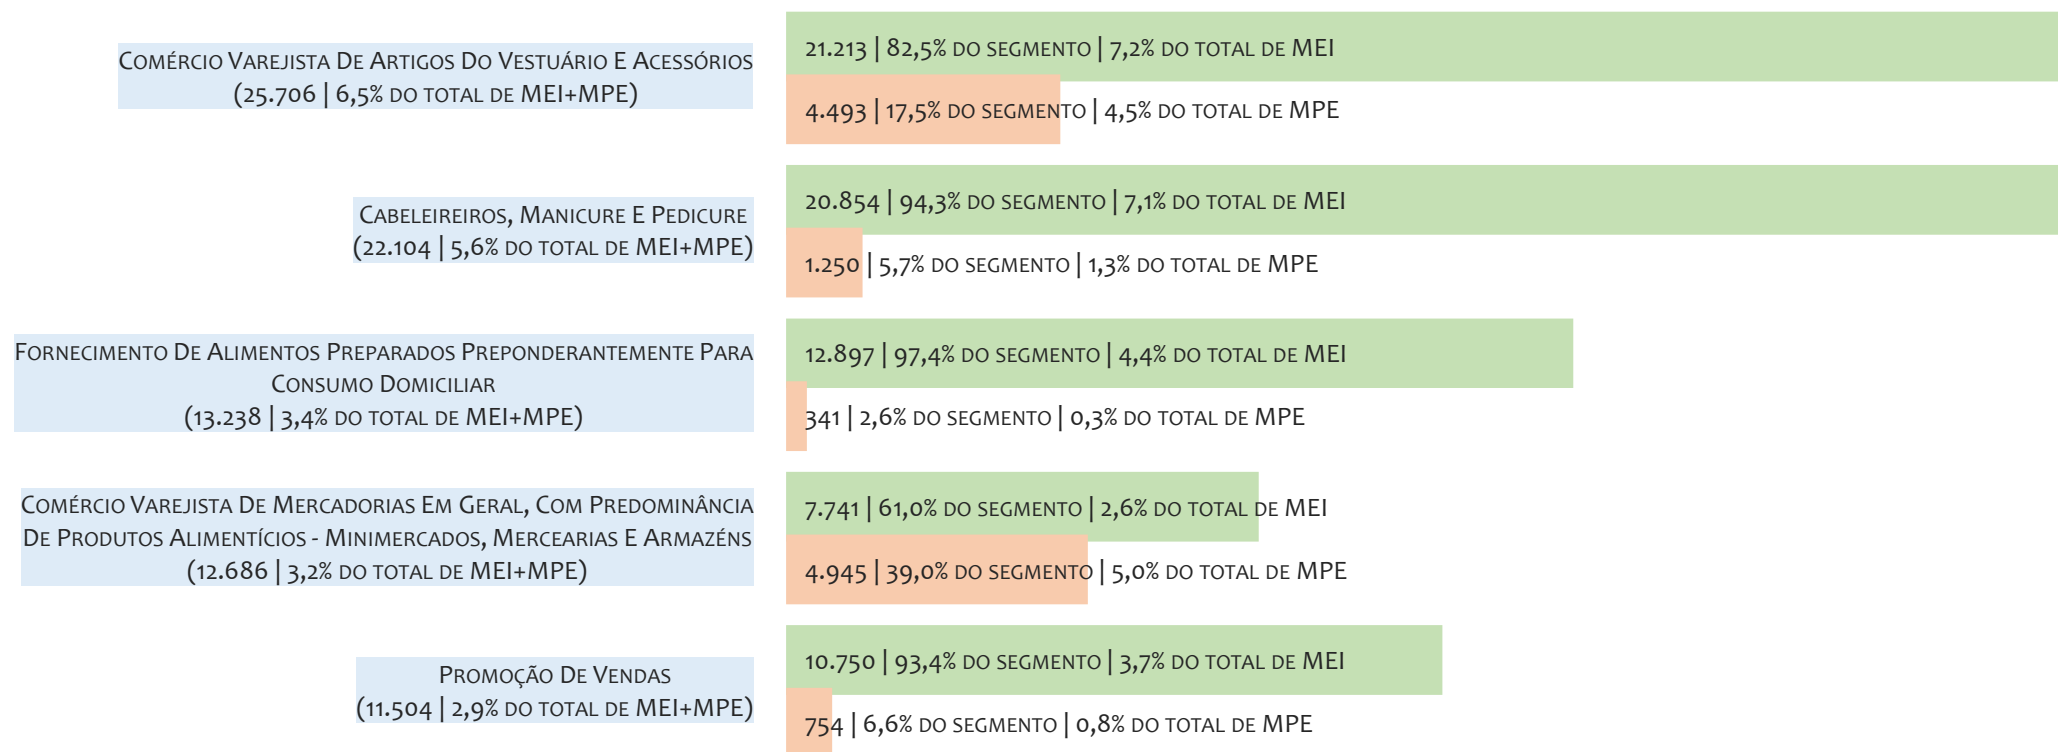 Comércio Varejista De Artigos Do Vestuário E Acessórios
(25.706 | 6,5% do total de MEI+MPE)
21.213 | 82,5% do segmento | 7,2% do total de MEI
4.493 | 17,5% do segmento | 4,5% do total de MPE
Cabeleireiros, Manicure E Pedicure
(22.104 | 5,6% do total de MEI+MPE)
20.854 | 94,3% do segmento | 7,1% do total de MEI
1.250 | 5,7% do segmento | 1,3% do total de MPE
Fornecimento De Alimentos Preparados Preponderantemente Para
Consumo Domiciliar
(13.238 | 3,4% do total de MEI+MPE)
12.897 | 97,4% do segmento | 4,4% do total de MEI
341 | 2,6% do segmento | 0,3% do total de MPE
Comércio Varejista De Mercadorias Em Geral, Com Predominância
De Produtos Alimentícios - Minimercados, Mercearias E Armazéns
(12.686 | 3,2% do total de MEI+MPE)
7.741 | 61,0% do segmento | 2,6% do total de MEI
4.945 | 39,0% do segmento | 5,0% do total de MPE
Promoção De Vendas
(11.504 | 2,9% do total de MEI+MPE)
10.750 | 93,4% do segmento | 3,7% do total de MEI
754 | 6,6% do segmento | 0,8% do total de MPE